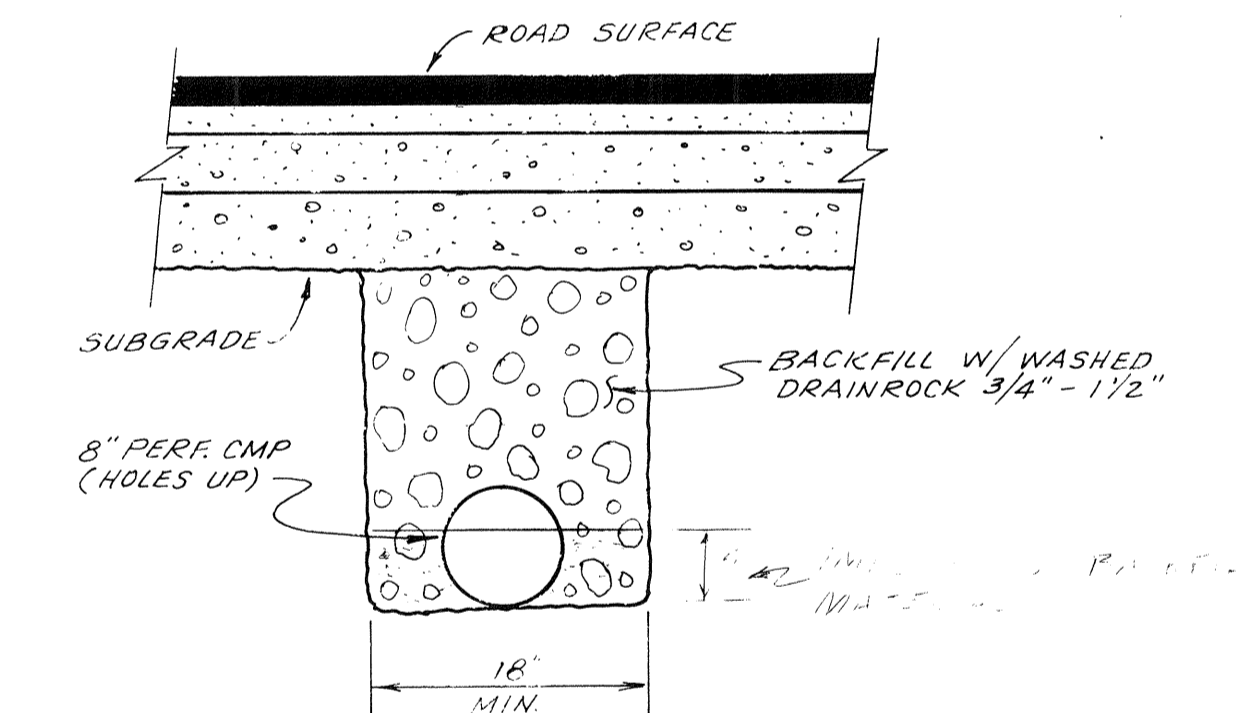 ROAD SURFACE
SUBGRADE
BACKFILL W/ WASHED
DRAINROCK 3/4" - 1 1/2"
8" PERF. CMP
(HOLES UP)
18"
MIN.